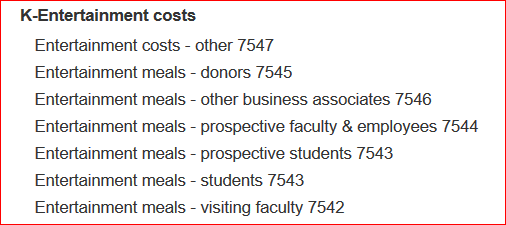 K-Entertainment costs
Entertainment costs - other 7547
Entertainment meals - donors 7545
Entertainment meals - other business associates 7546
Entertainment meals - prospective faculty & employees 7544
Entertainment meals - prospective students 7543
Entertainment meals - students 7543
Entertainment meals - visiting faculty 7542